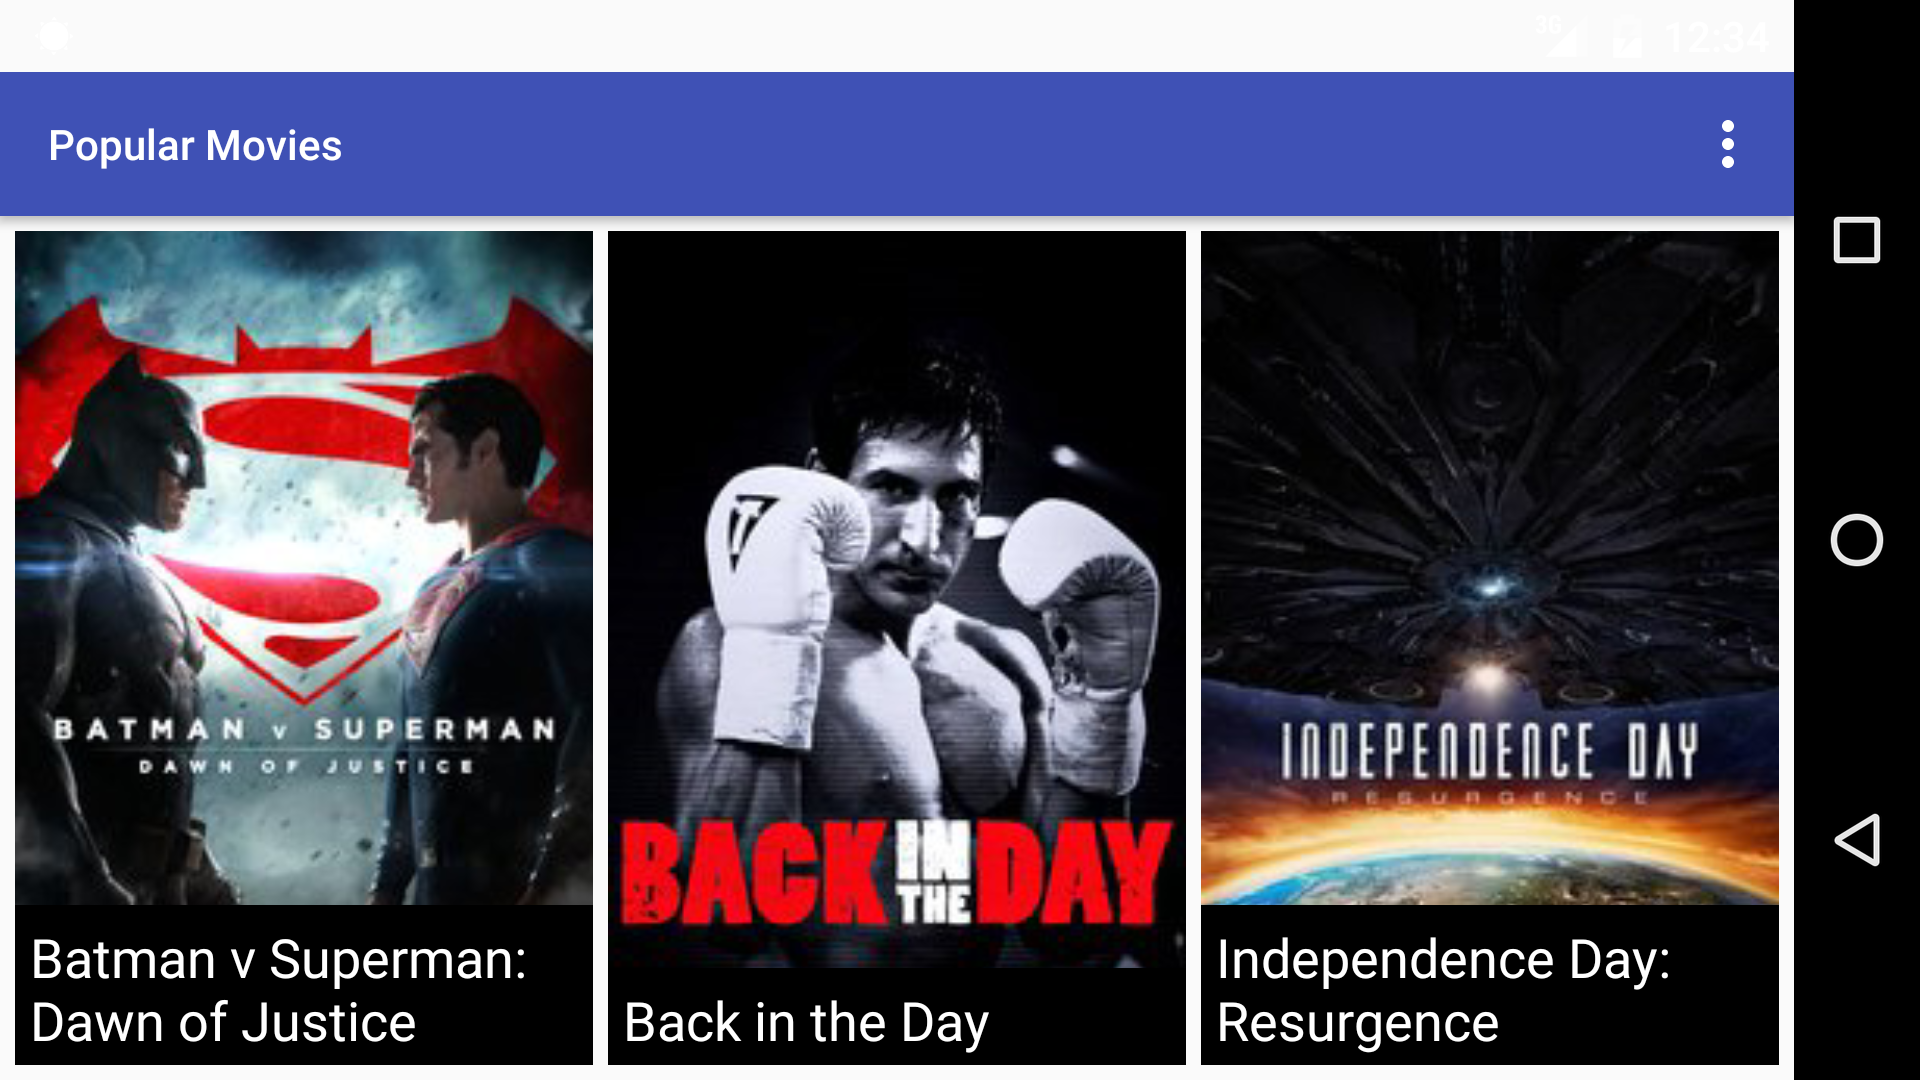 3G
12:34
Popular Movies
BATMAN v SUPERMAN
DAWN OF JUSTICE
Batman v Superman:
Dawn of Justice
BACK IN THE DAY
Back in the Day
INDEPENDENCE DAY
RESURGENCE
Independence Day:
Resurgence